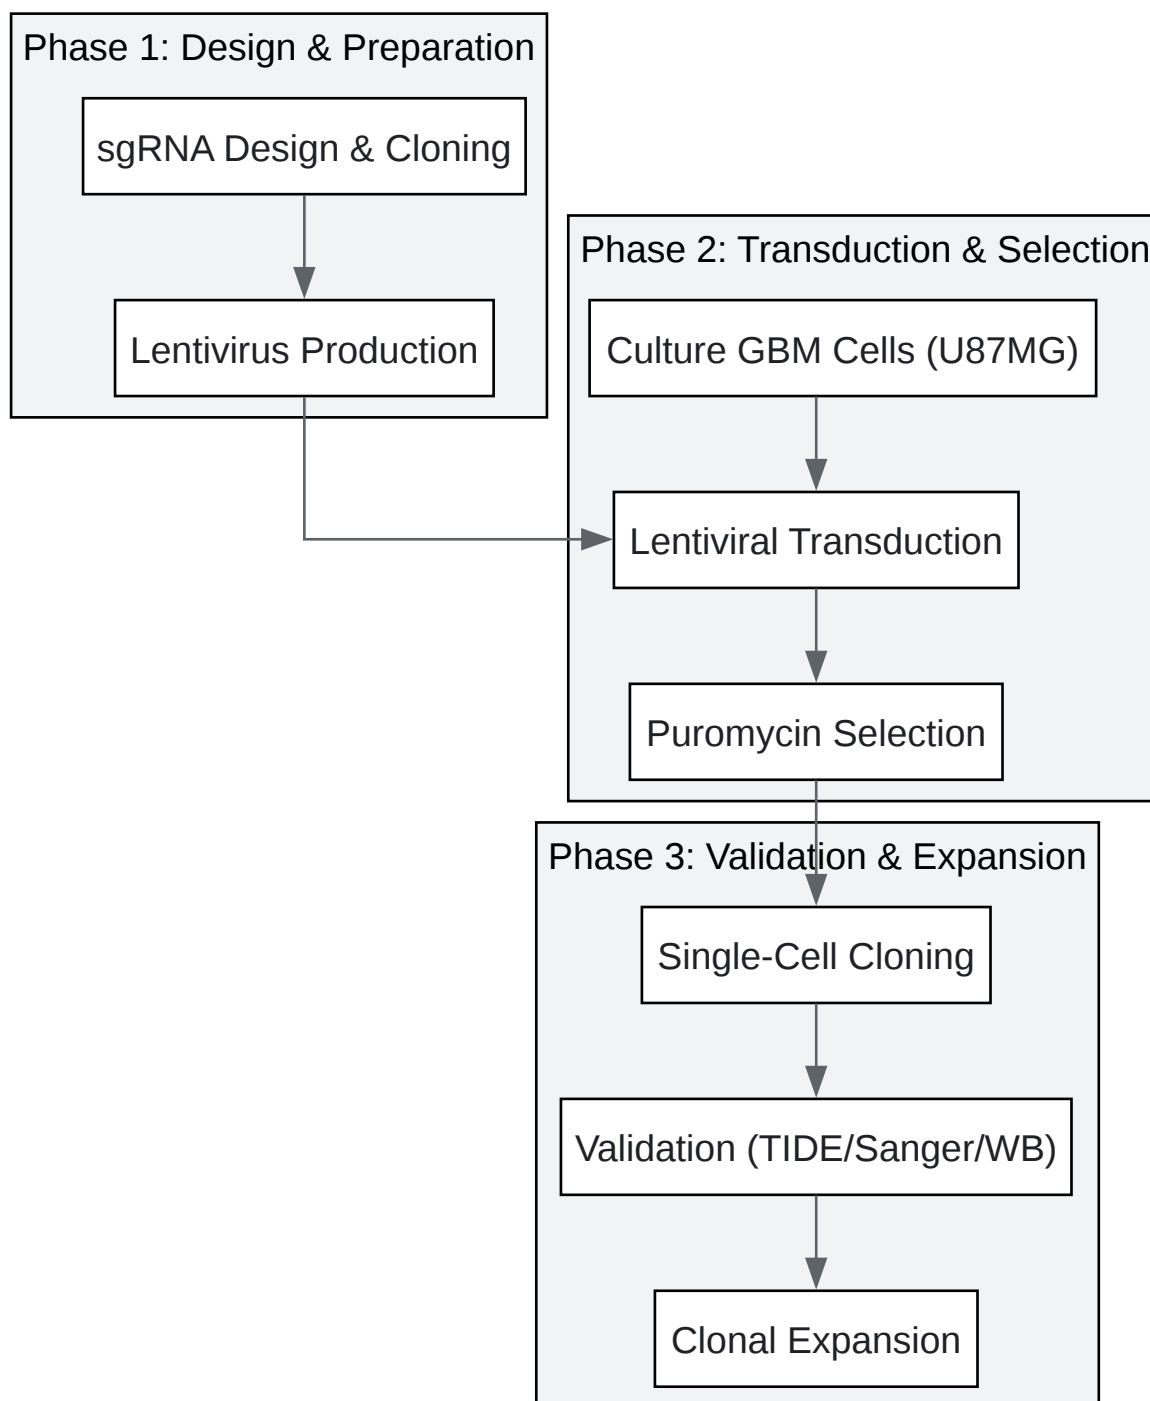 Phase 1: Design & Preparation
sgRNA Design & Cloning
Lentivirus Production
Phase 2: Transduction & Selection
Culture GBM Cells (U87MG)
Lentiviral Transduction
Puromycin Selection
Phase 3: Validation & Expansion
Single-Cell Cloning
Validation (TIDE/Sanger/WB)
Clonal Expansion